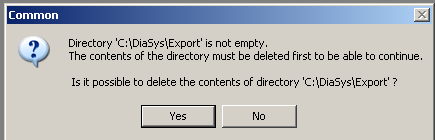 Common
Directory 'C:\DiaSys\Export' is not empty.
The contents of the directory must be deleted first to be able to continue.
Is it possible to delete the contents of directory 'C:\DiaSys\Export' ?
Yes
No